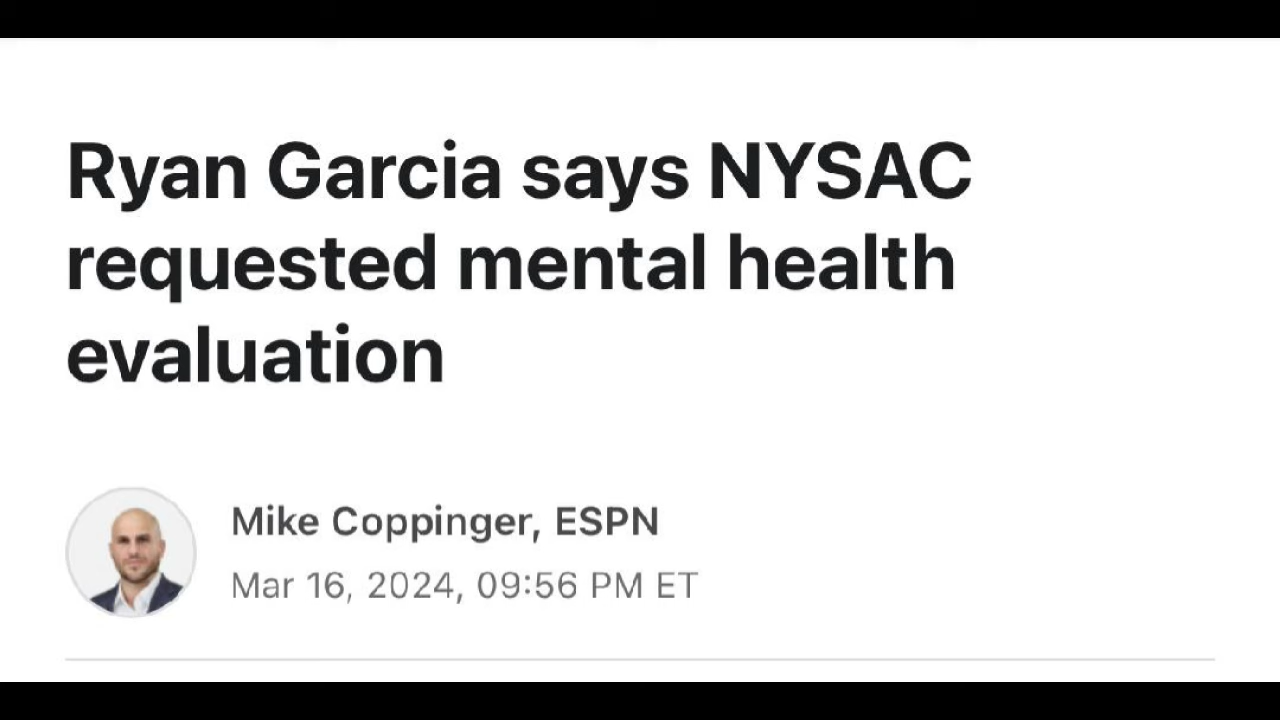 Ryan Garcia says NYSAC
requested mental health
evaluation
Mike Coppinger, ESPN
Mar 16, 2024, 09:56 PM ET